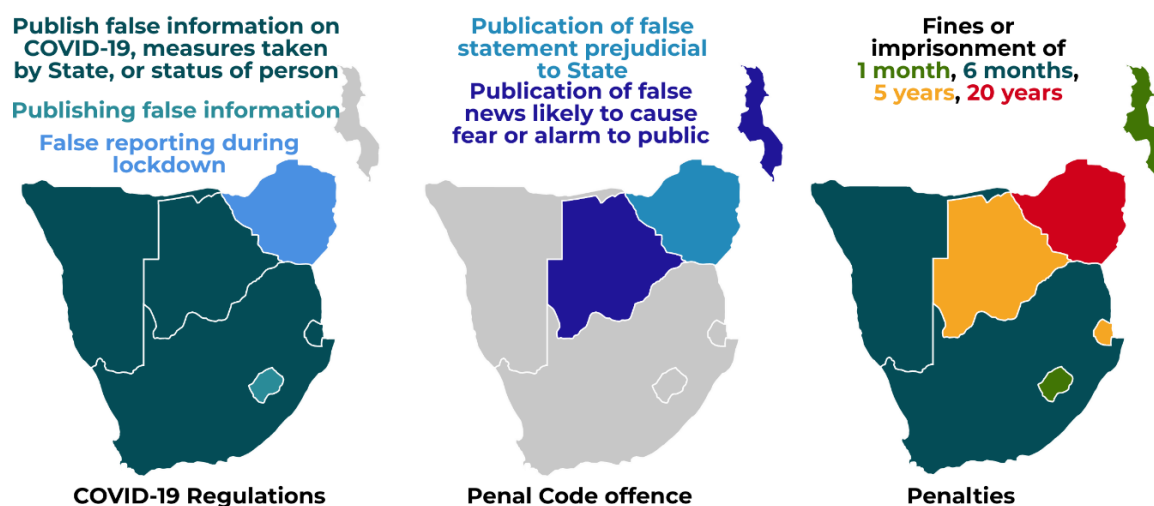 Publish false information on
COVID-19, measures taken
by State, or status of person
Publishing false information
False reporting during
lockdown
COVID-19 Regulations
Publication of false
statement prejudicial
to State
Publication of false
news likely to cause
fear or alarm to public
Penal Code offence
Fines or
imprisonment of
1 month, 6 months,
5 years, 20 years
Penalties